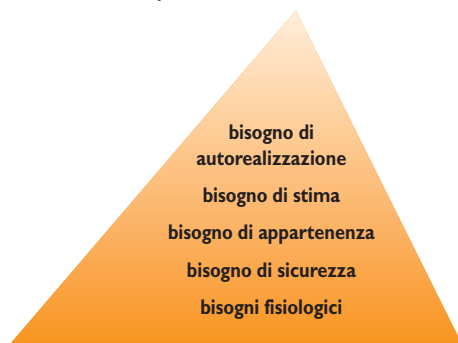 bisogno di
autorealizzazione
bisogno di stima
bisogno di appartenenza
bisogno di sicurezza
bisogni fisiologici